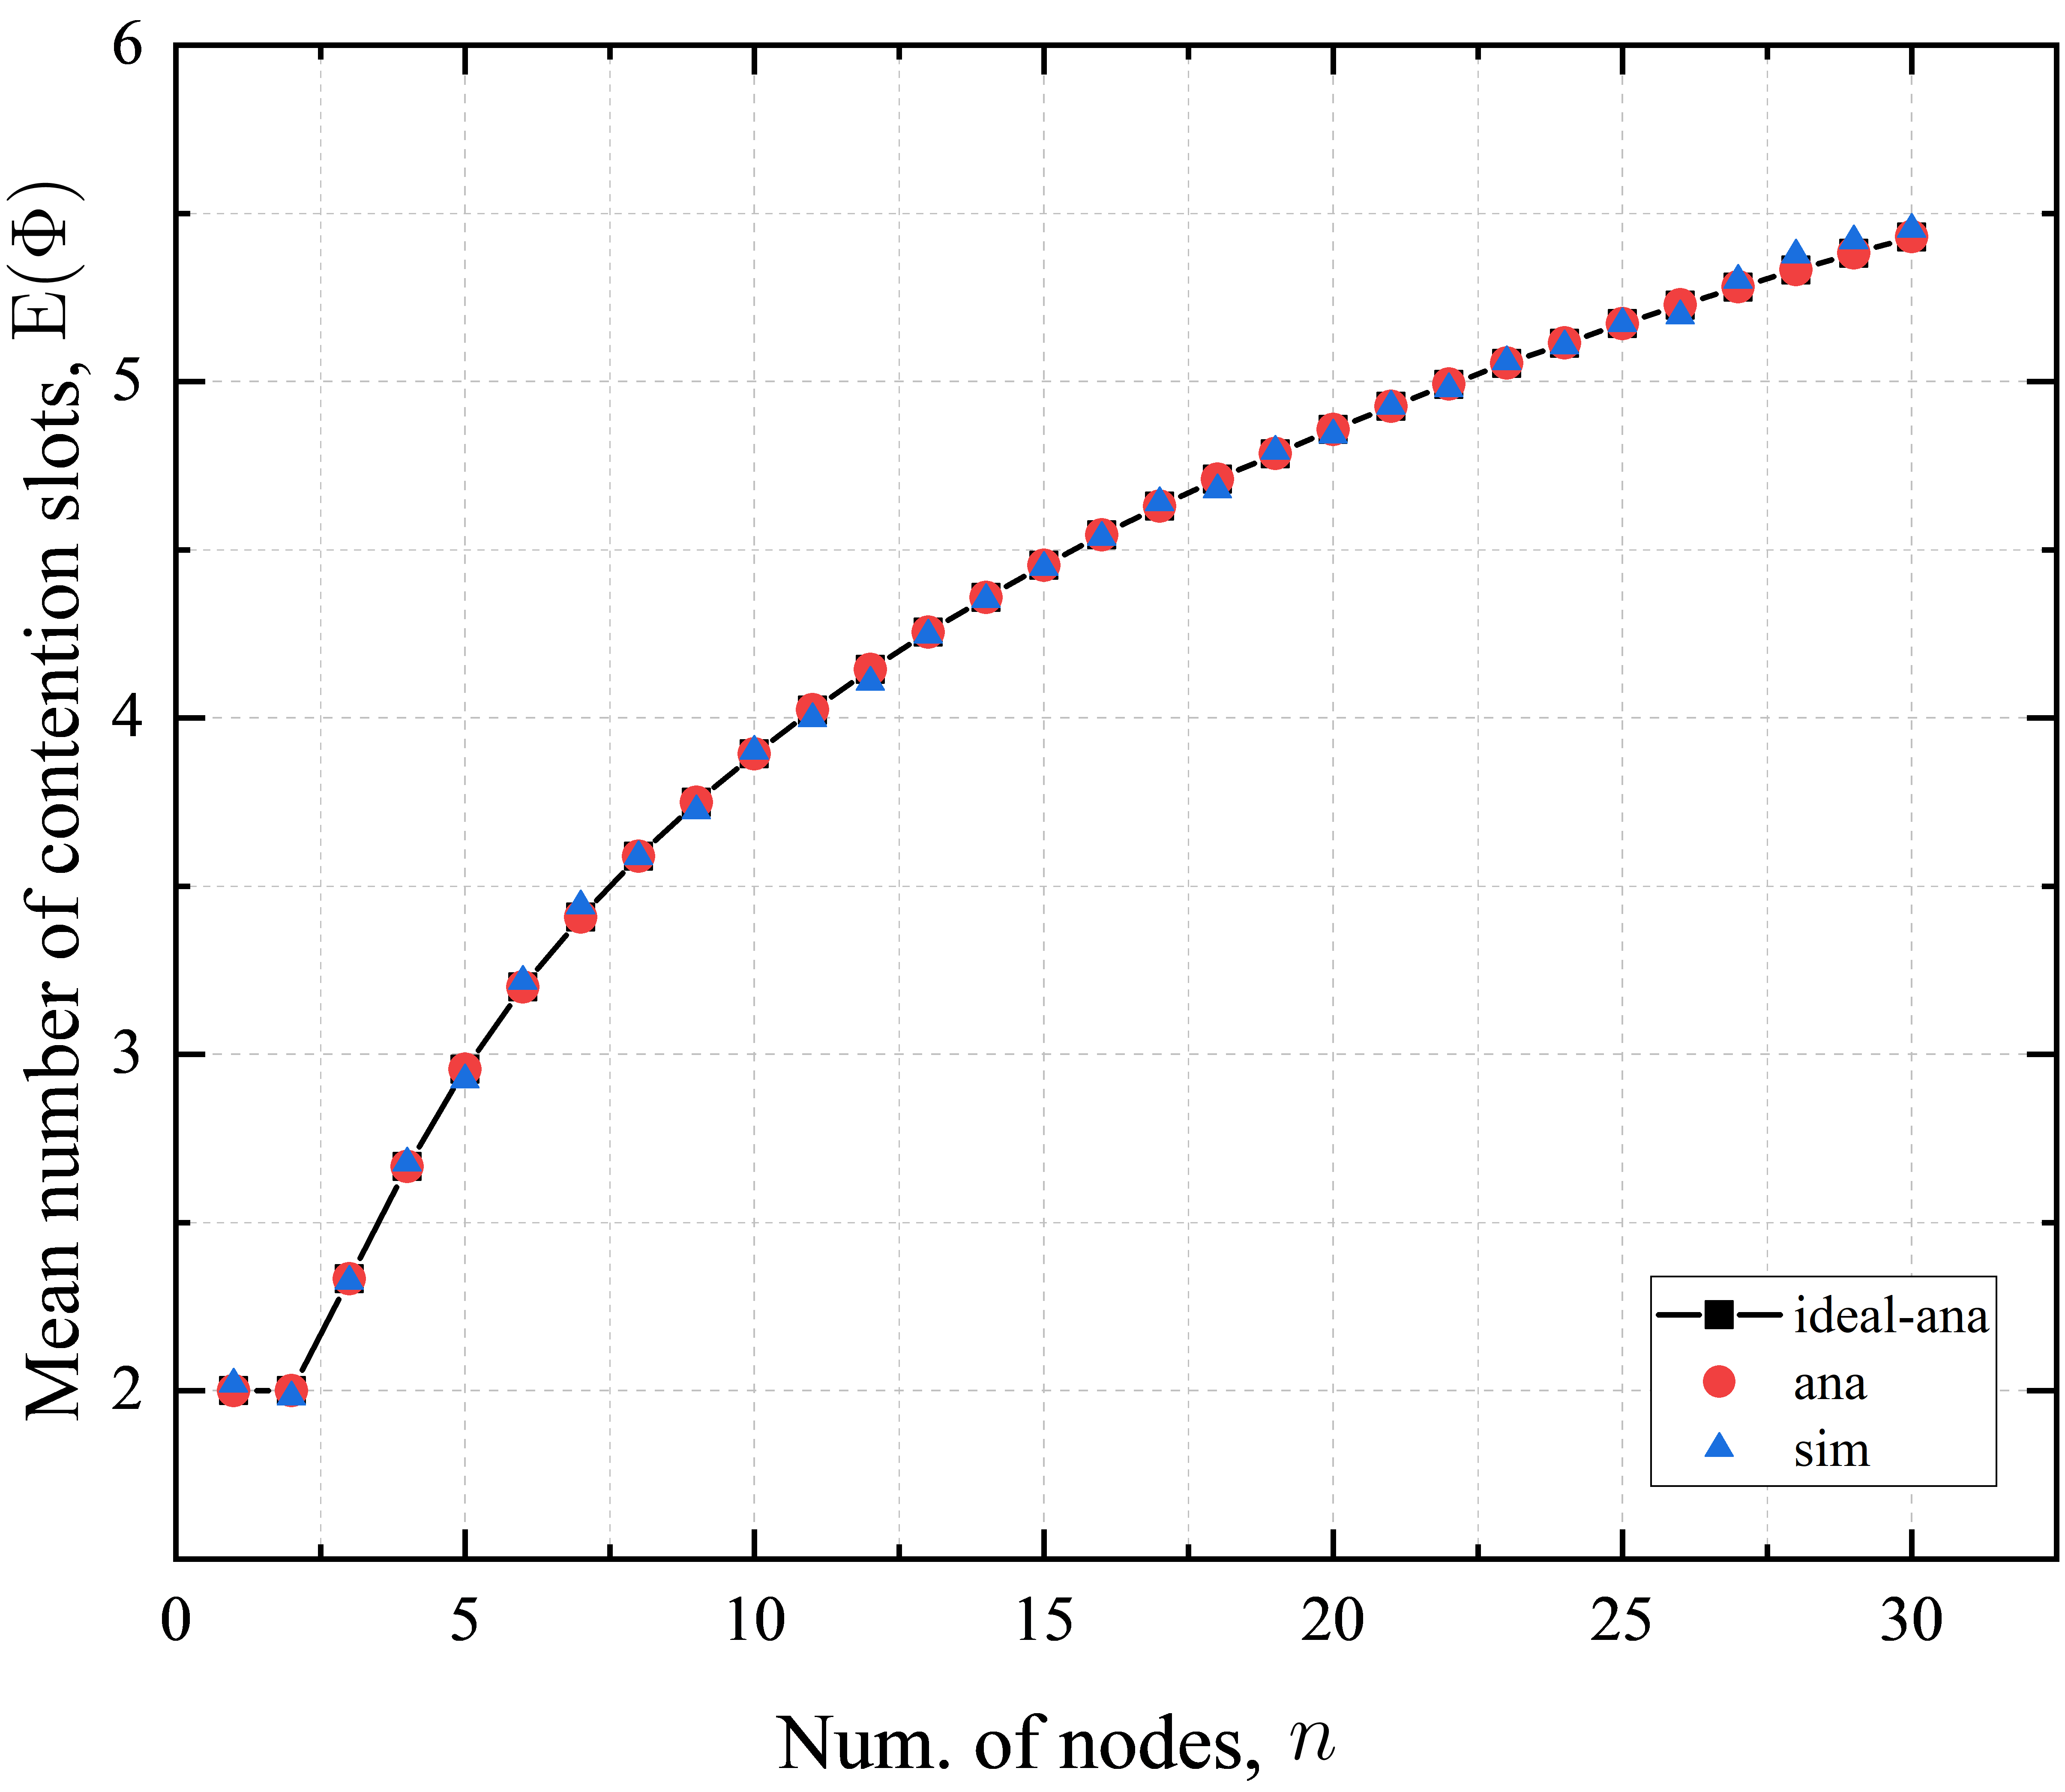 Mean number of contention slots, E(Φ)
6
5
4
3
2
ideal-ana
ana
sim
0 5 10 15 20 25 30
Num. of nodes, n